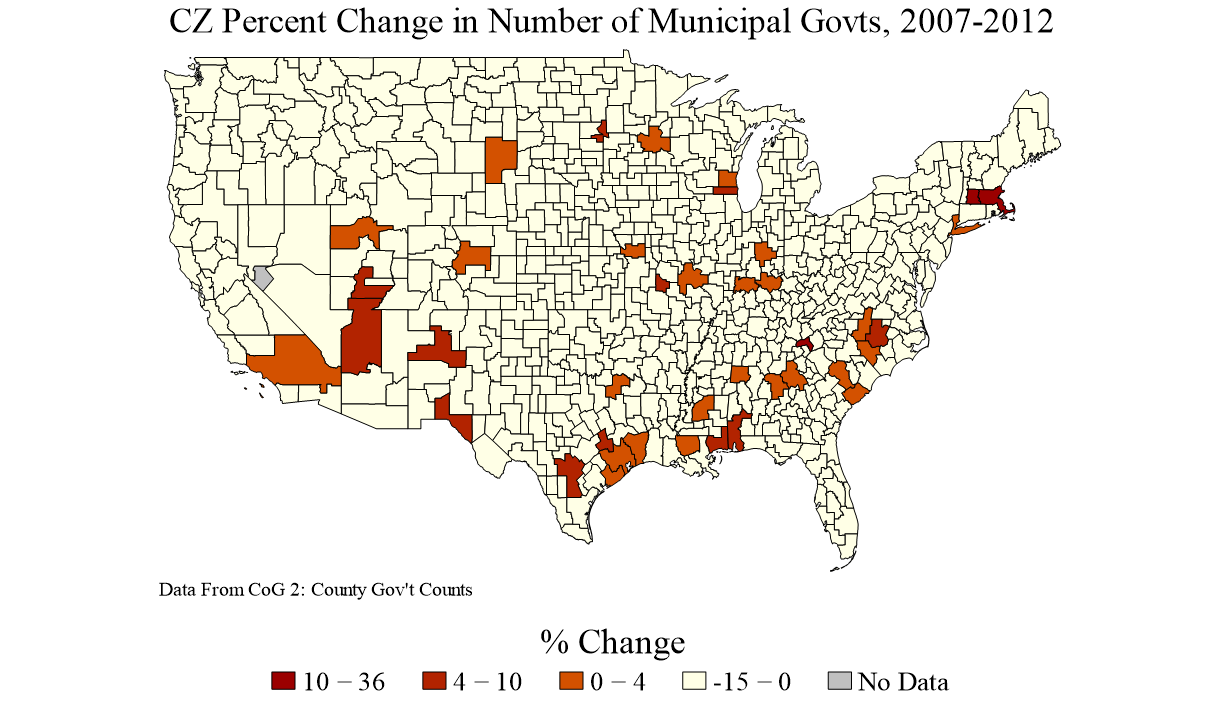 CZ Percent Change in Number of Municipal Govts, 2007-2012
Data From CoG 2: County Gov't Counts
% Change
10 − 36 4 − 10 0 − 4 -15 − 0 No Data